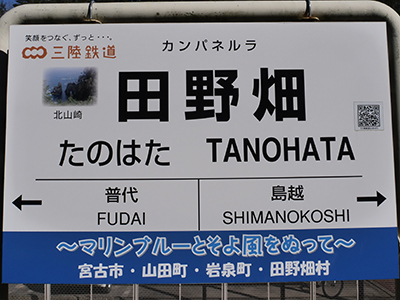 笑顔をつなぐ、ずっと・・・。
三陸鉄道
カンパネルラ
田野畑
北山崎
たのはた TANOHATA
普代 島越
FUDAI SHIMANOKOSHI
～マリンブルーとそよ風をぬって～
宮古市・山田町・岩泉町・田野畑村